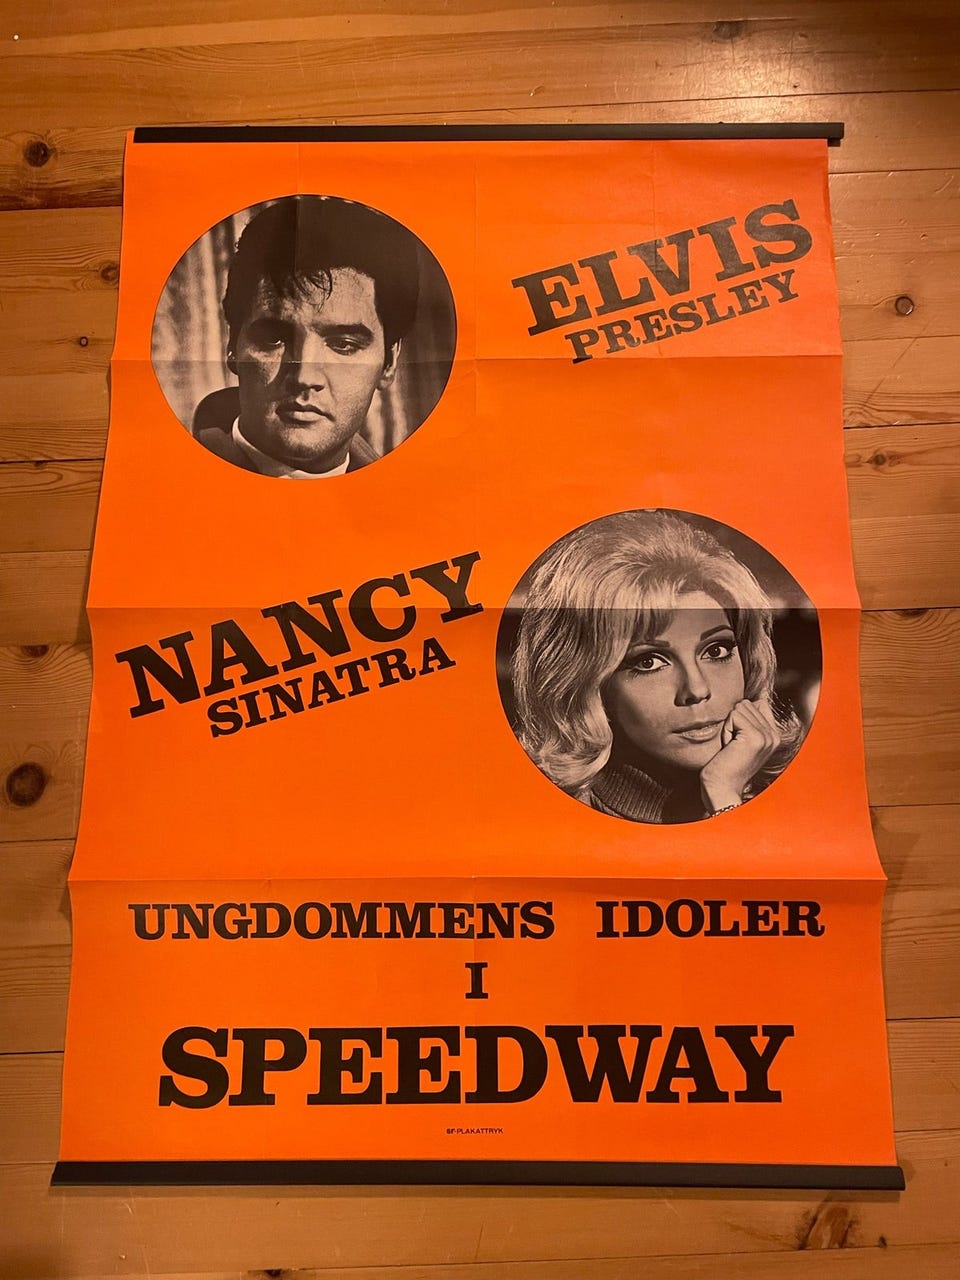 ELVIS
PRESLEY
NANCY
SINATRA
UNGDOMMENS IDOLER
I
SPEEDWAY
SF-PLAKATTRYK